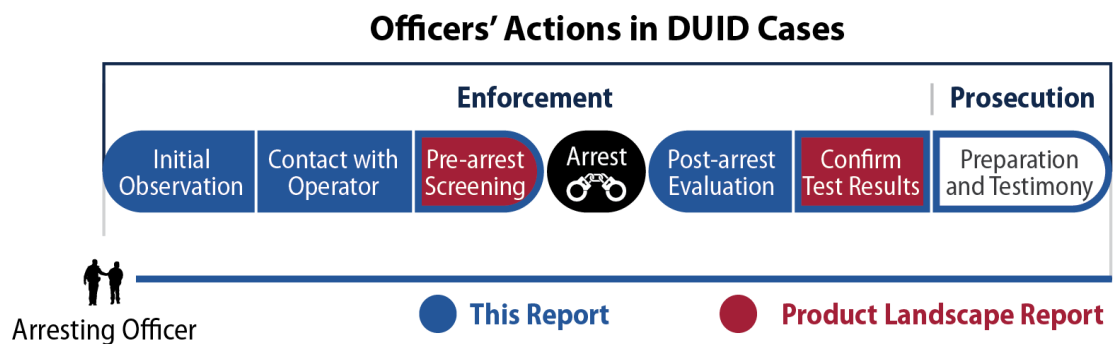 Officers’ Actions in DUID Cases
Enforcement
Prosecution
Initial
Observation
Contact with
Operator
Pre-arrest
Screening
Arrest
Post-arrest
Evaluation
Confirm
Test Results
Preparation
and Testimony
Arresting Officer
This Report
Product Landscape Report